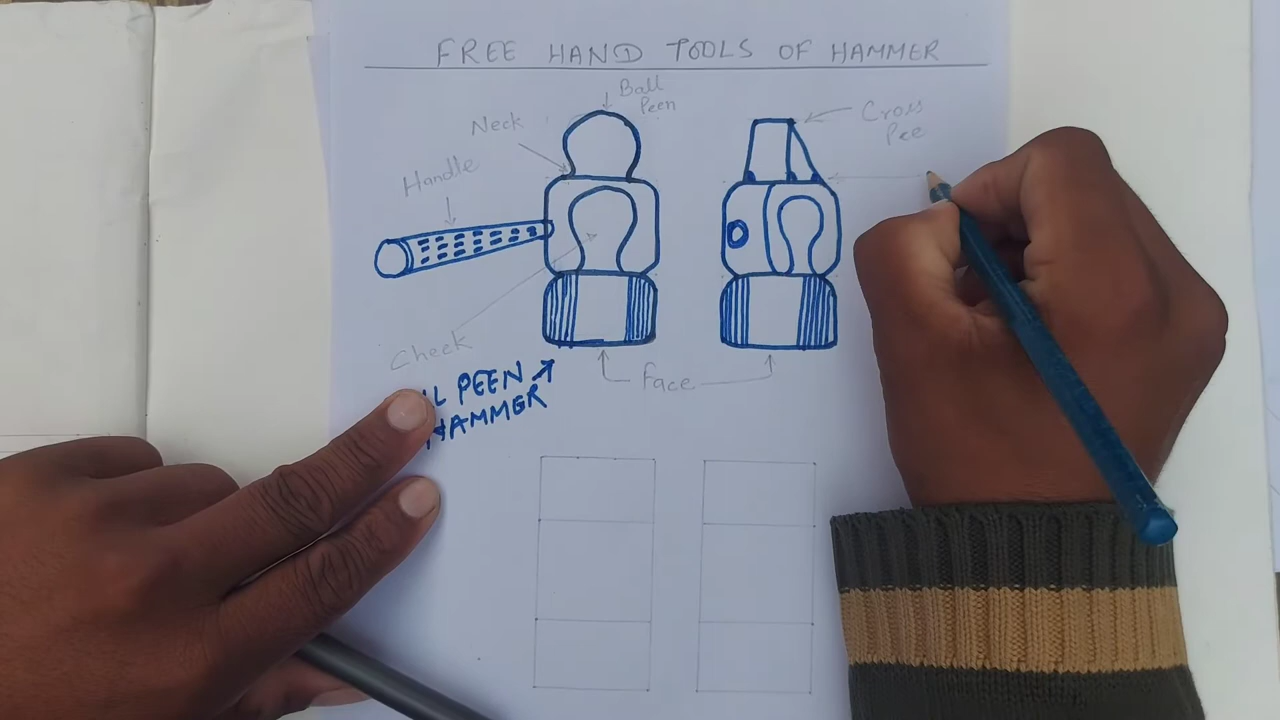 FREE HAND TOOLS OF HAMMER
Ball
Peen
Neck
Cross
Pee
Handle
Check
Face
L PEEN
HAMMER